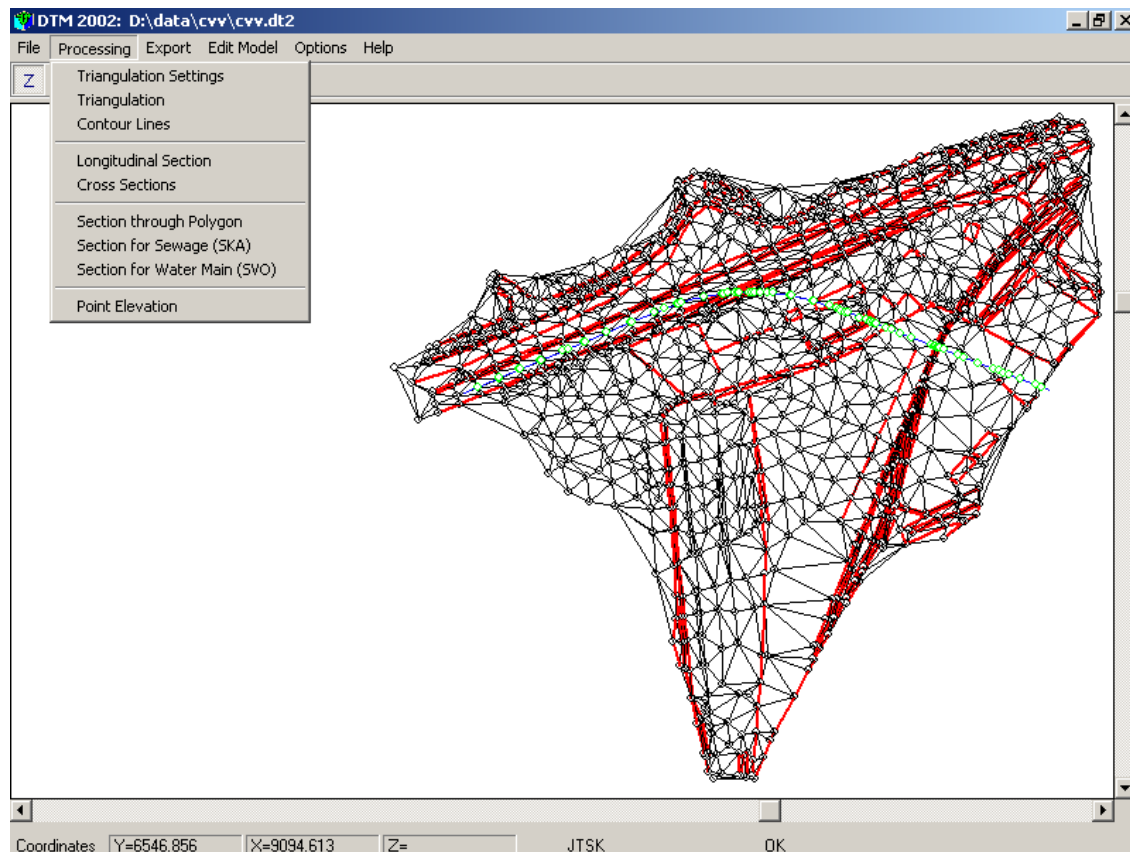 DTM 2002: D:\data\cvv\cvv.dt2
File Processing Export Edit Model Options Help
Z
Triangulation Settings
Triangulation
Contour Lines
Longitudinal Section
Cross Sections
Section through Polygon
Section for Sewage (SKA)
Section for Water Main (SVO)
Point Elevation
Coordinates Y=6546.856 X=9094.613 Z= JTSK OK